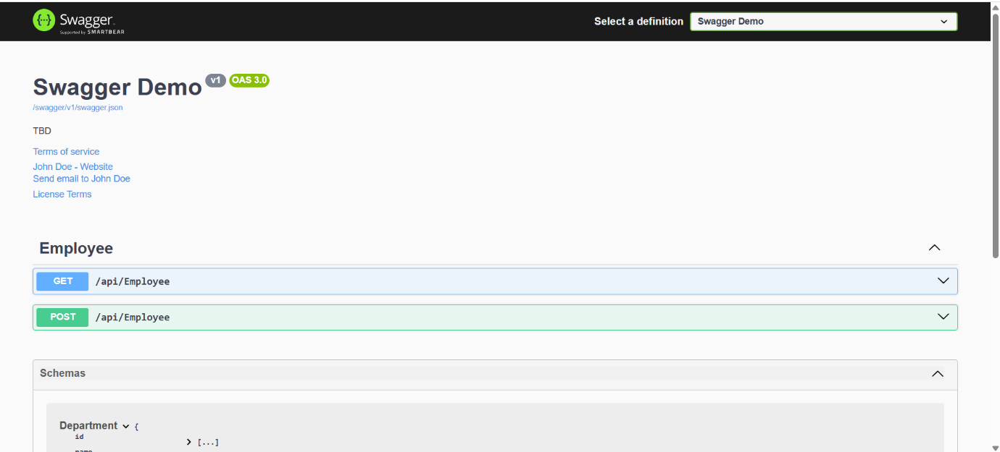 Swagger
Supported by SMARTBEAR
Select a definition
Swagger Demo
Swagger Demo v1 OAS 3.0
/swagger/v1/swagger.json
TBD
Terms of service
John Doe - Website
Send email to John Doe
License Terms
Employee
GET /api/Employee
POST /api/Employee
Schemas
Department {
id [...]
name